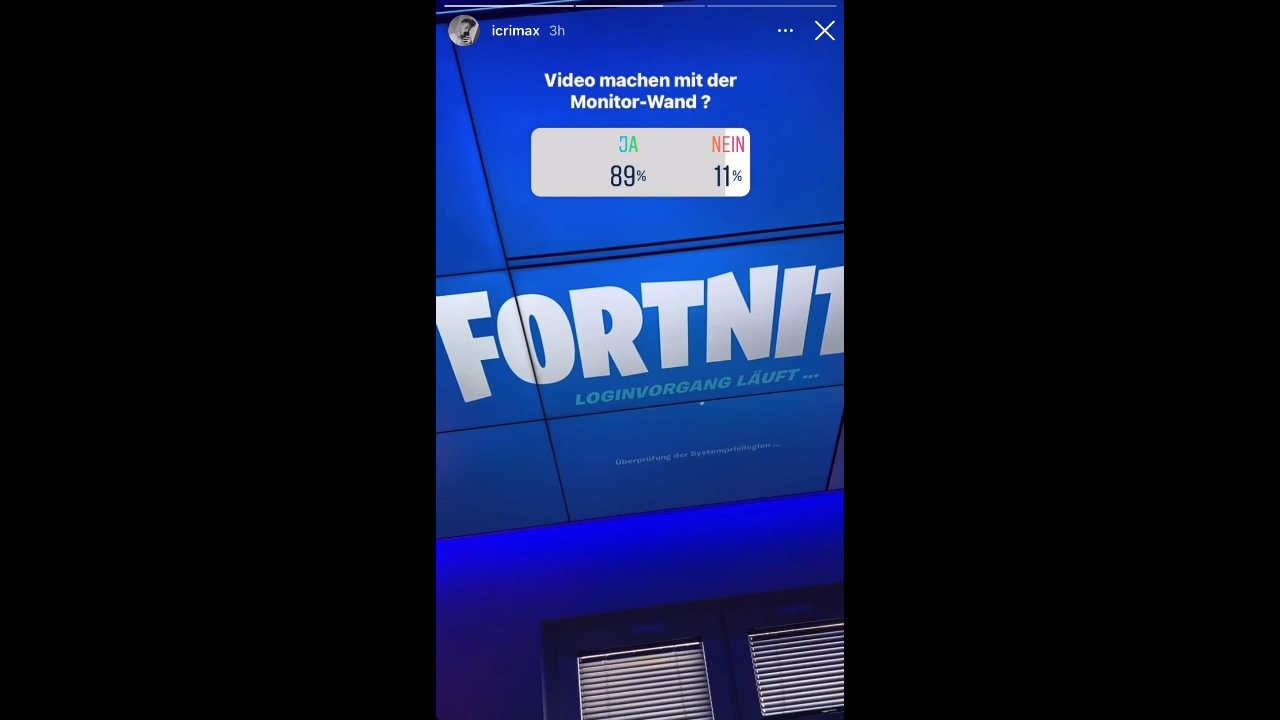 icrimax 3h
Video machen mit der
Monitor-Wand ?
JA NEIN
89% 11%
FORTNIT
LOGINVORGANG LÄUFT ...
Überprüfung der Systemprivilegien ...